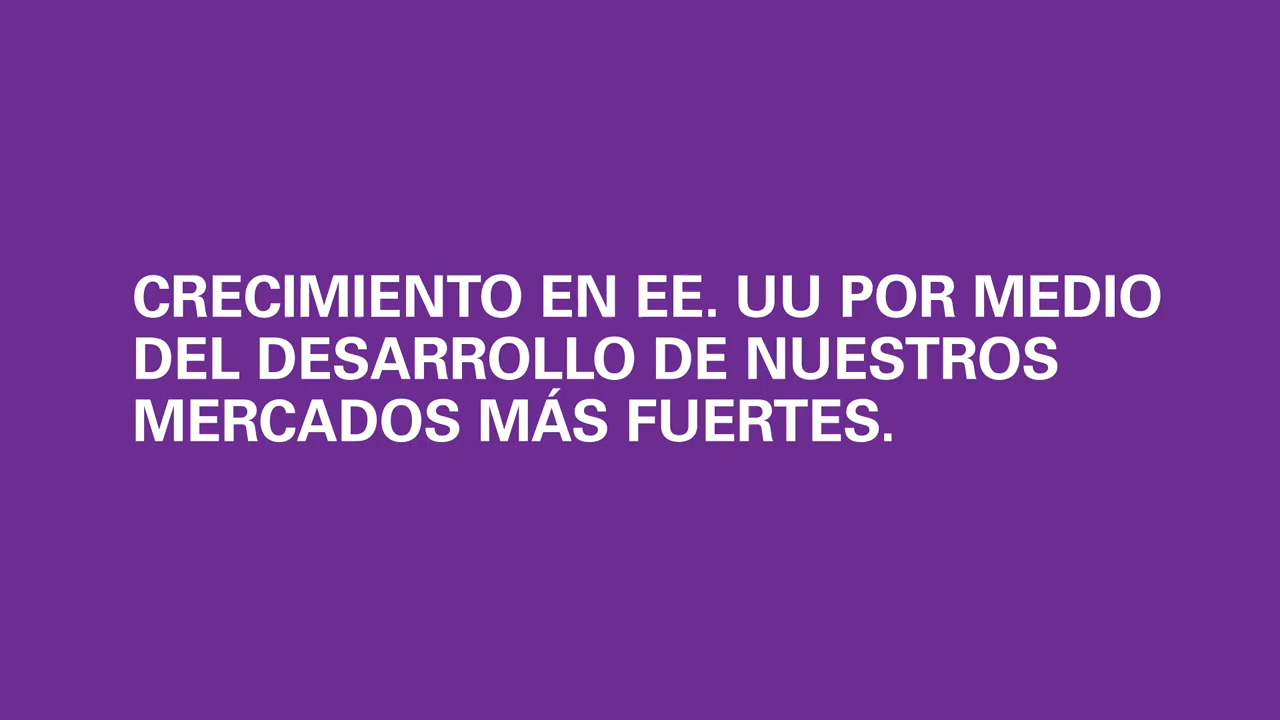 CRECIMIENTO EN EE. UU POR MEDIO
DEL DESARROLLO DE NUESTROS
MERCADOS MÁS FUERTES.